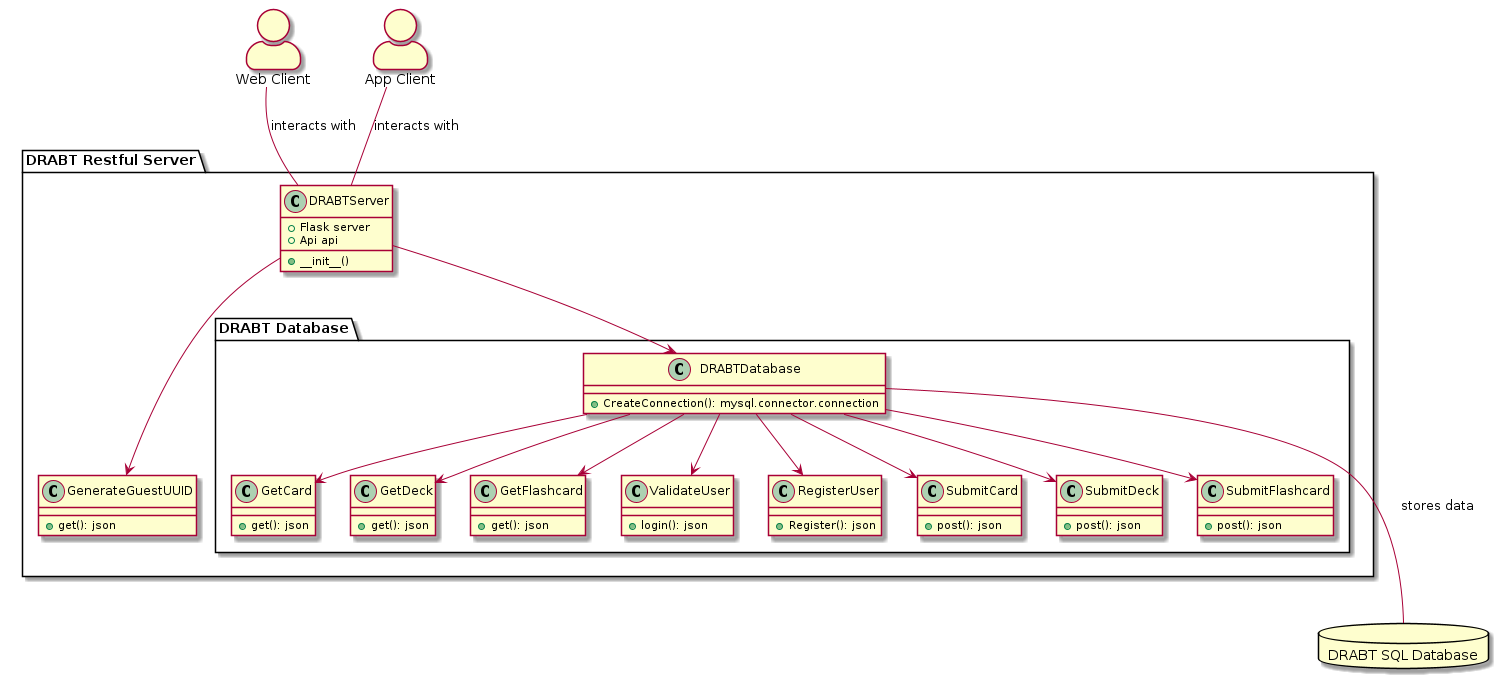 Web Client
App Client
interacts with
interacts with
DRABT Restful Server
C DRABTServer
Flask server
Api api
__init__()
DRABT Database
C DRABTDatabase
CreateConnection(): mysql.connector.connection
C GenerateGuestUUID
get(): json
C GetCard
get(): json
C GetDeck
get(): json
C GetFlashcard
get(): json
C ValidateUser
login(): json
C RegisterUser
Register(): json
C SubmitCard
post(): json
C SubmitDeck
post(): json
C SubmitFlashcard
post(): json
stores data
DRABT SQL Database